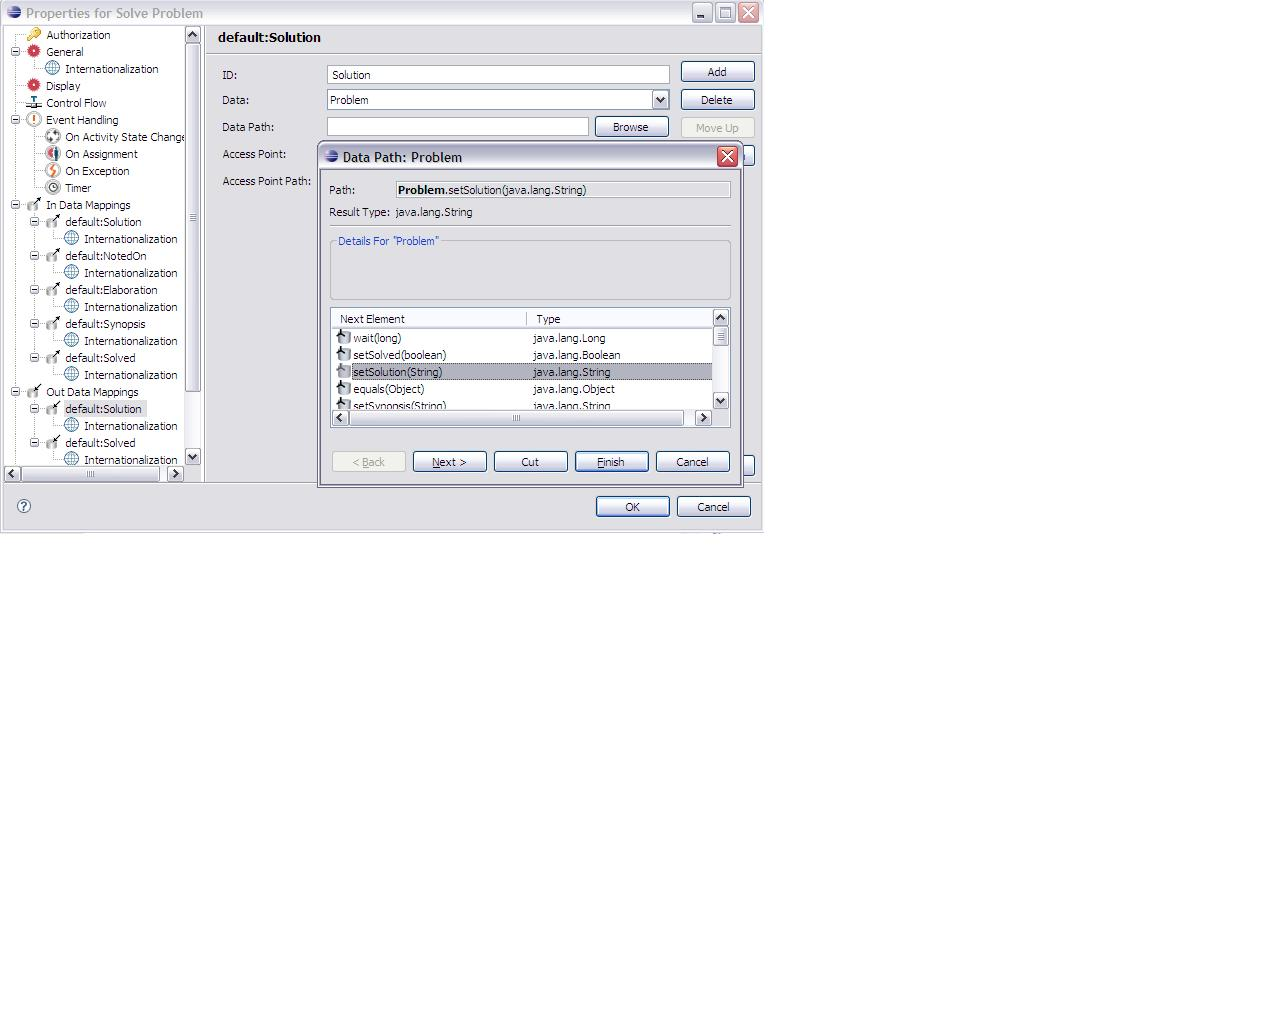 Properties for Solve Problem
Authorization
General
Internationalization
Display
Control Flow
Event Handling
On Activity State Change
On Assignment
On Exception
Timer
In Data Mappings
default:Solution
Internationalization
default:NotedOn
Internationalization
default:Elaboration
Internationalization
default:Synopsis
Internationalization
default:Solved
Internationalization
Out Data Mappings
default:Solution
Internationalization
default:Solved
Internationalization
default:Solution
ID: Solution
Data: Problem
Data Path: Browse
Access Point:
Access Point Path:
Add
Delete
Move Up
Data Path: Problem
Path: Problem.setSolution(java.lang.String)
Result Type: java.lang.String
Details For "Problem"
Next Element Type
wait(long) java.lang.Long
setSolved(boolean) java.lang.Boolean
setSolution(String) java.lang.String
equals(Object) java.lang.Object
setSynopsis(String) java.lang.String
< Back Next > Cut Finish Cancel
OK Cancel